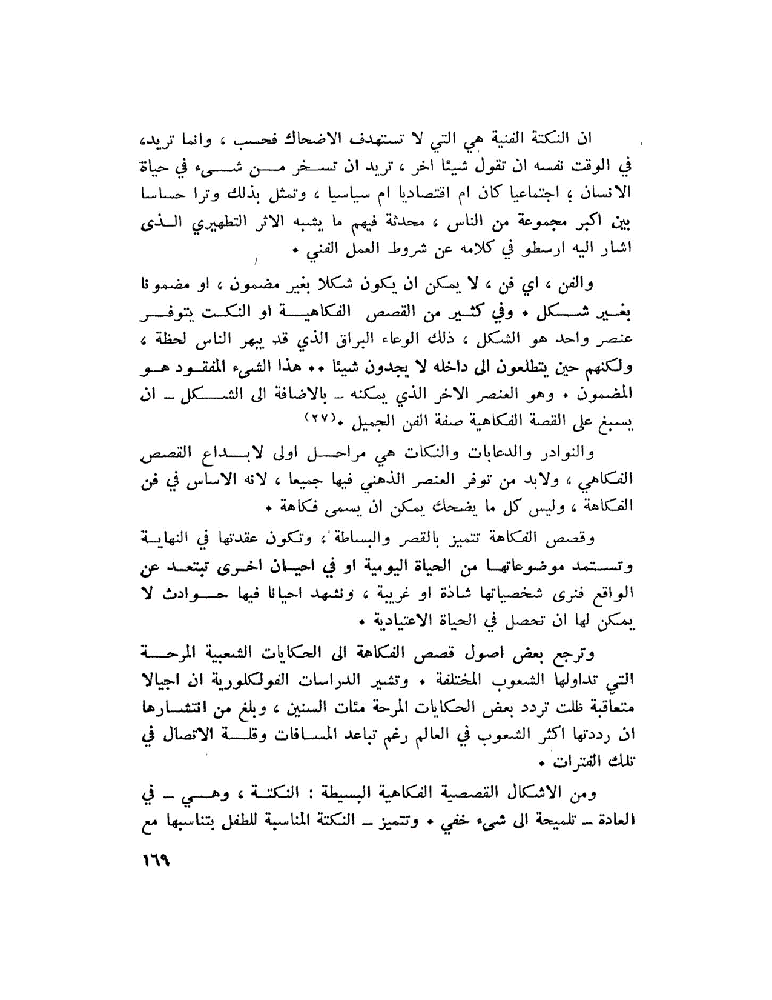 ان النكتة الفنية هي التي لا تستهدف الاضحاك فحسب ، وانما تريد،
في الوقت نفسه ان تقول شيئا اخر ، تريد ان تسخر من شيء في حياة
الانسان ؛ اجتماعيا كان ام اقتصاديا ام سياسيا ، وتمثل بذلك وترا حساسا
بين اكبر مجموعة من الناس ، محدثة فيهم ما يشبه الاثر التطهيري الذى
اشار اليه ارسطو في كلامه عن شروط العمل الفني •
والفن ، اي فن ، لا يمكن ان يكون شكلا بغير مضمون ، او مضمونا
بغير شكل • وفي كثير من القصص الفكاهية او النكت يتوفر
عنصر واحد هو الشكل ، ذلك الوعاء البراق الذي قد يبهر الناس لحظة ،
ولكنهم حين يتطلعون الى داخله لا يجدون شيئا •• هذا الشيء المفقود هو
المضمون • وهو العنصر الاخر الذي يمكنه ــ بالاضافة الى الشكل ــ ان
يسبغ على القصة الفكاهية صفة الفن الجميل •(٢٧)
والنوادر والدعابات والنكات هي مراحل اولى لابداع القصص
الفكاهي ، ولابد من توفر العنصر الذهني فيها جميعا ، لانه الاساس في فن
الفكاهة ، وليس كل ما يضحك يمكن ان يسمى فكاهة •
وقصص الفكاهة تتميز بالقصر والبساطة ، وتكون عقدتها في النهاية
وتستمد موضوعاتها من الحياة اليومية او في احيان اخرى تبتعد عن
الواقع فنرى شخصياتها شاذة او غريبة ، ونشهد احيانا فيها حوادث لا
يمكن لها ان تحصل في الحياة الاعتيادية •
وترجع بعض اصول قصص الفكاهة الى الحكايات الشعبية المرحة
التي تداولها الشعوب المختلفة • وتشير الدراسات الفولكلورية ان اجيالا
متعاقبة ظلت تردد بعض الحكايات المرحة مئات السنين ، وبلغ من انتشارها
ان رددتها اكثر الشعوب في العالم رغم تباعد المسافات وقلة الاتصال في
تلك الفترات •
ومن الاشكال القصصية الفكاهية البسيطة : النكتة ، وهي ــ في
العادة ــ تلميحة الى شيء خفي • وتتميز ــ النكتة المناسبة للطفل بتناسبها مع
١٦٩